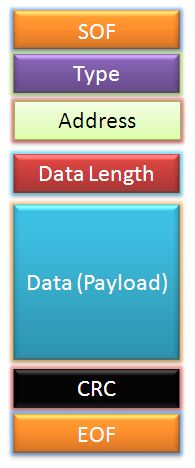 SOF
Type
Address
Data Length
Data (Payload)
CRC
EOF